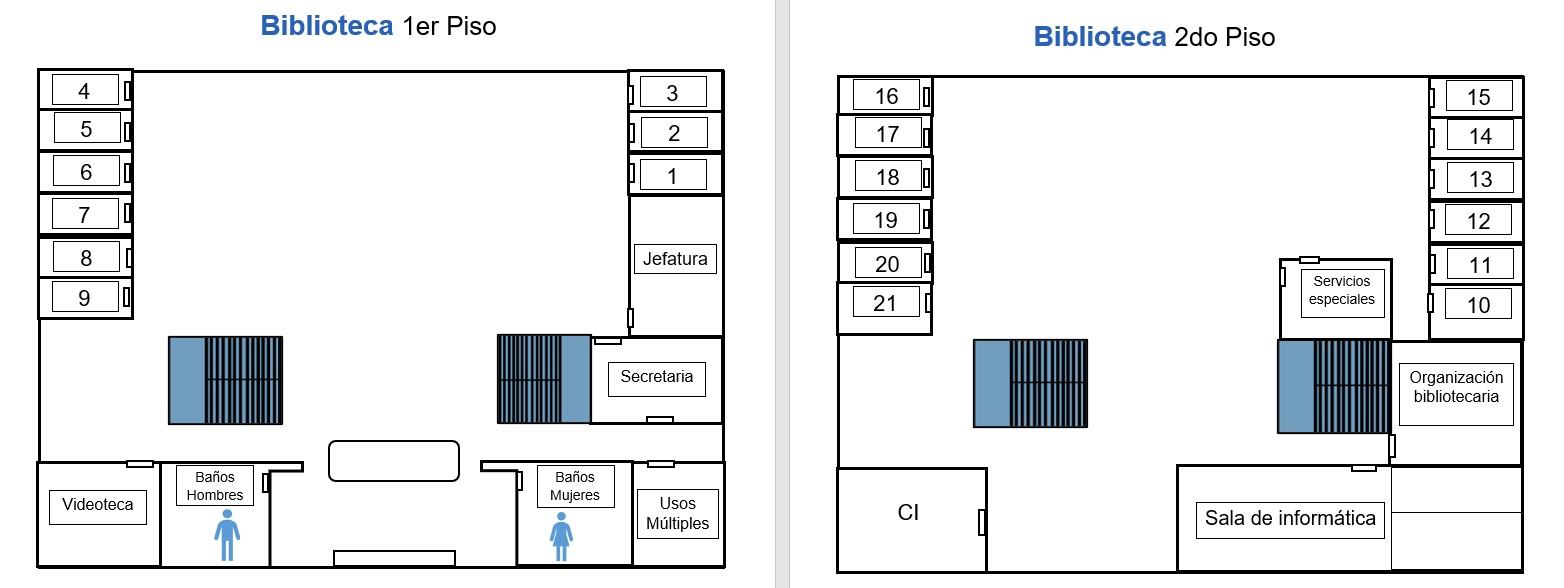 Biblioteca 1er Piso
4
5
6
7
8
9
3
2
1
Jefatura
Secretaria
Videoteca
Baños
Hombres
Baños
Mujeres
Usos
Múltiples
Biblioteca 2do Piso
16
17
18
19
20
21
15
14
13
12
11
10
Servicios
especiales
Organización
bibliotecaria
CI
Sala de informática